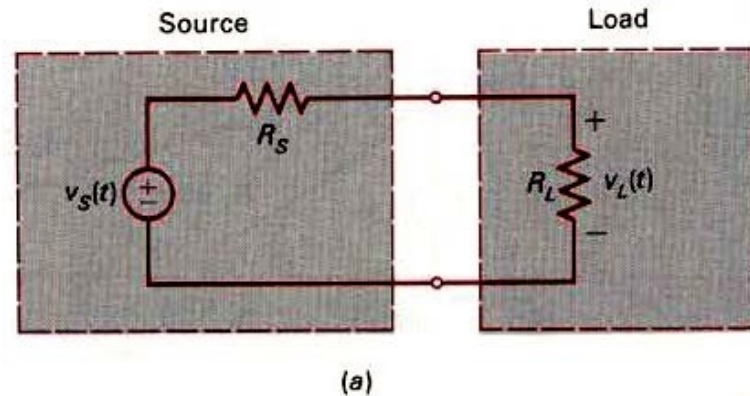 Source
Load
R_S
v_S(t)
+
−
+
R_L
v_L(t)
−
(a)